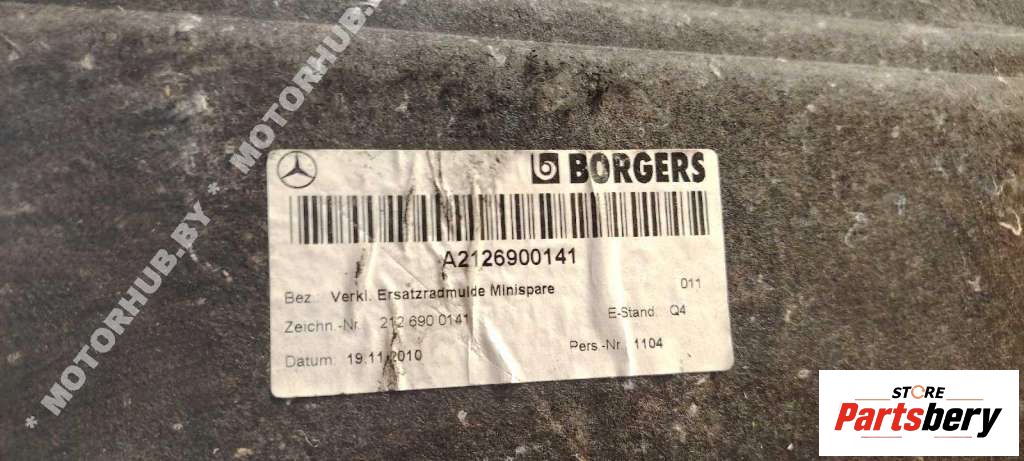 * MOTORHUB.BY * MOTORHUB.BY
BORGERS
A2126900141
Bez.: Verkl. Ersatzradmulde Minispare 011
Zeichn.-Nr. 212 690 0141 E-Stand. Q4
Datum: 19.11.2010 Pers.-Nr. 1104
STORE
Partsbery